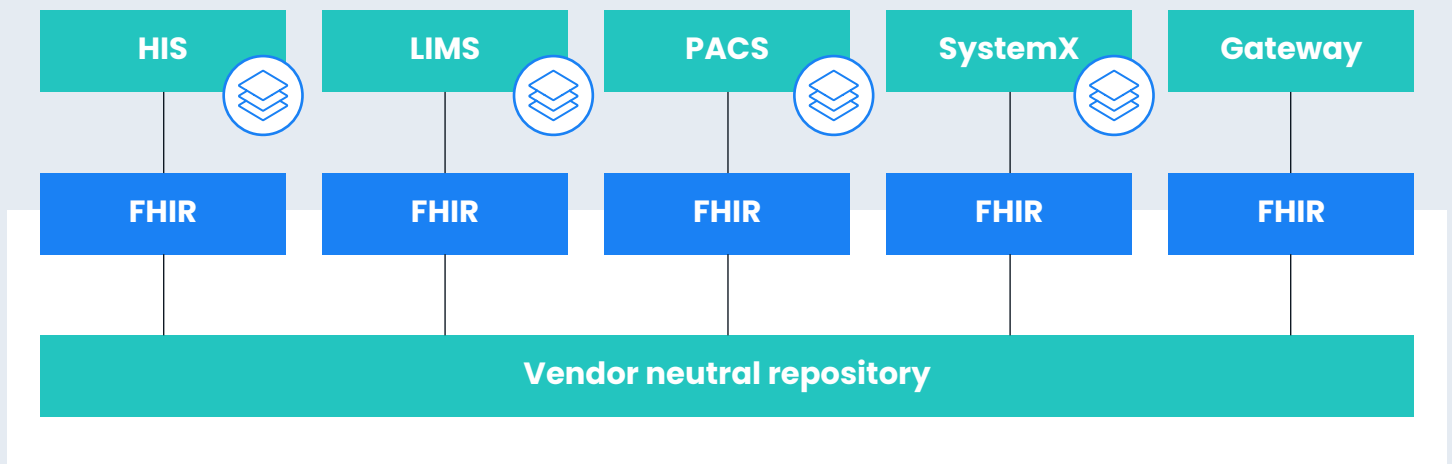 HIS
LIMS
PACS
SystemX
Gateway
FHIR
FHIR
FHIR
FHIR
FHIR
Vendor neutral repository